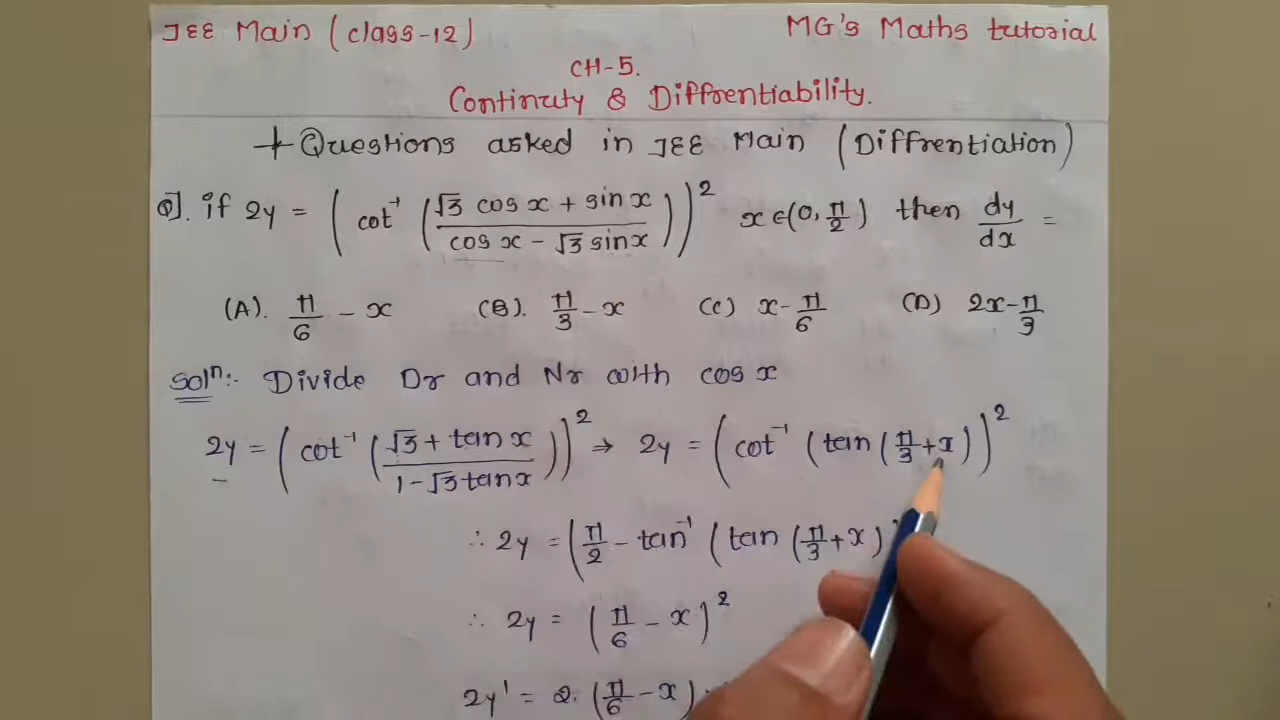 JEE Main (class-12) MG's Maths tutorial
CH-5.
Continuty & Diffrentiability.
+ Questions asked in JEE Main (Diffrentiation)
Q]. if 2y = (cot⁻¹ ((√3 cos x + sin x)/(cos x - √3 sin x)))² x ∈ (0, π/2) then dy/dx =
(A). π/6 - x (B). π/3 - x (C) x - π/6 (D) 2x - π/3
Solⁿ:- Divide Dr and Nr with cos x
2y = (cot⁻¹ ((√3 + tan x)/(1 - √3 tan x)))² ⇒ 2y = (cot⁻¹ (tan (π/3 + x)))²
∴ 2y = (π/2 - tan⁻¹ (tan (π/3 + x)
∴ 2y = (π/6 - x)²
2y' = 2. (π/6 - x).